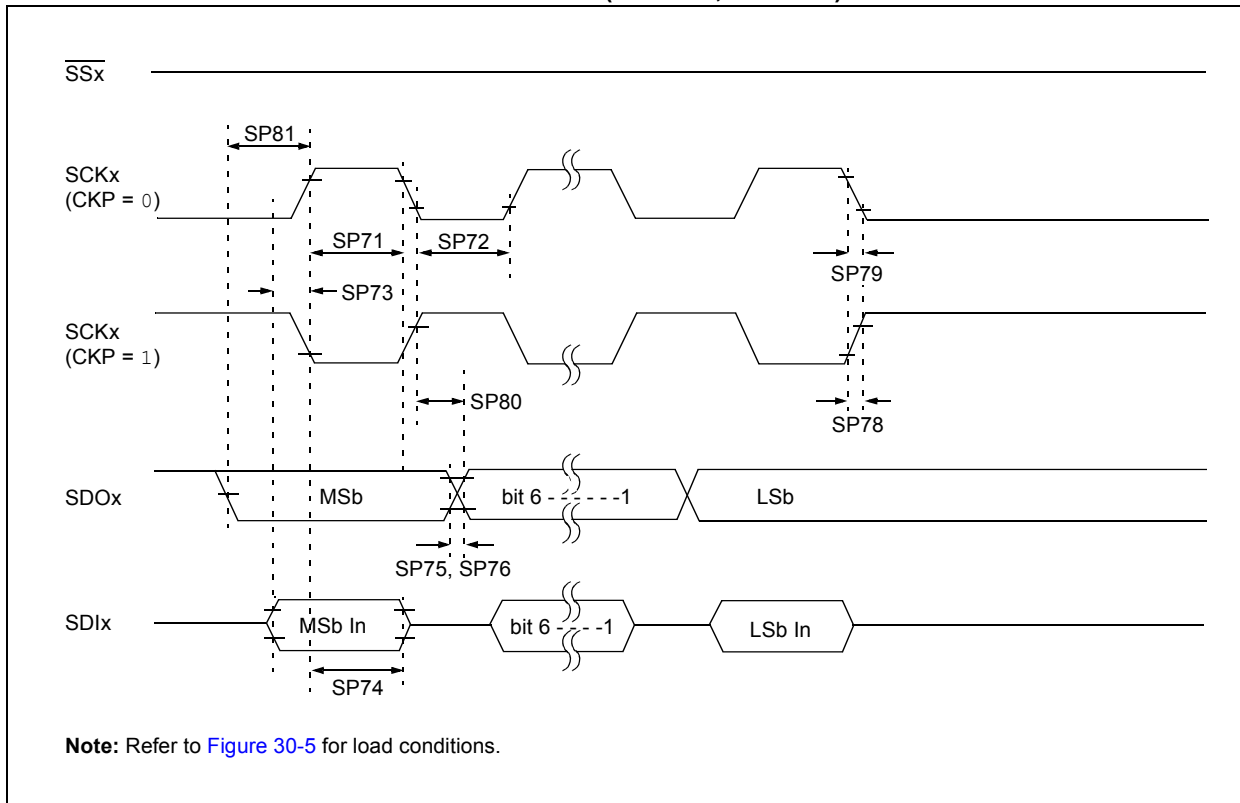 SSx
SP81
SCKx
(CKP = 0)
SP71
SP72
SP79
SP73
SCKx
(CKP = 1)
SP80
SP78
SDOx
MSb
bit 6 - - - - - -1
LSb
SP75, SP76
SDIx
MSb In
bit 6 - - - -1
LSb In
SP74
Note: Refer to Figure 30-5 for load conditions.